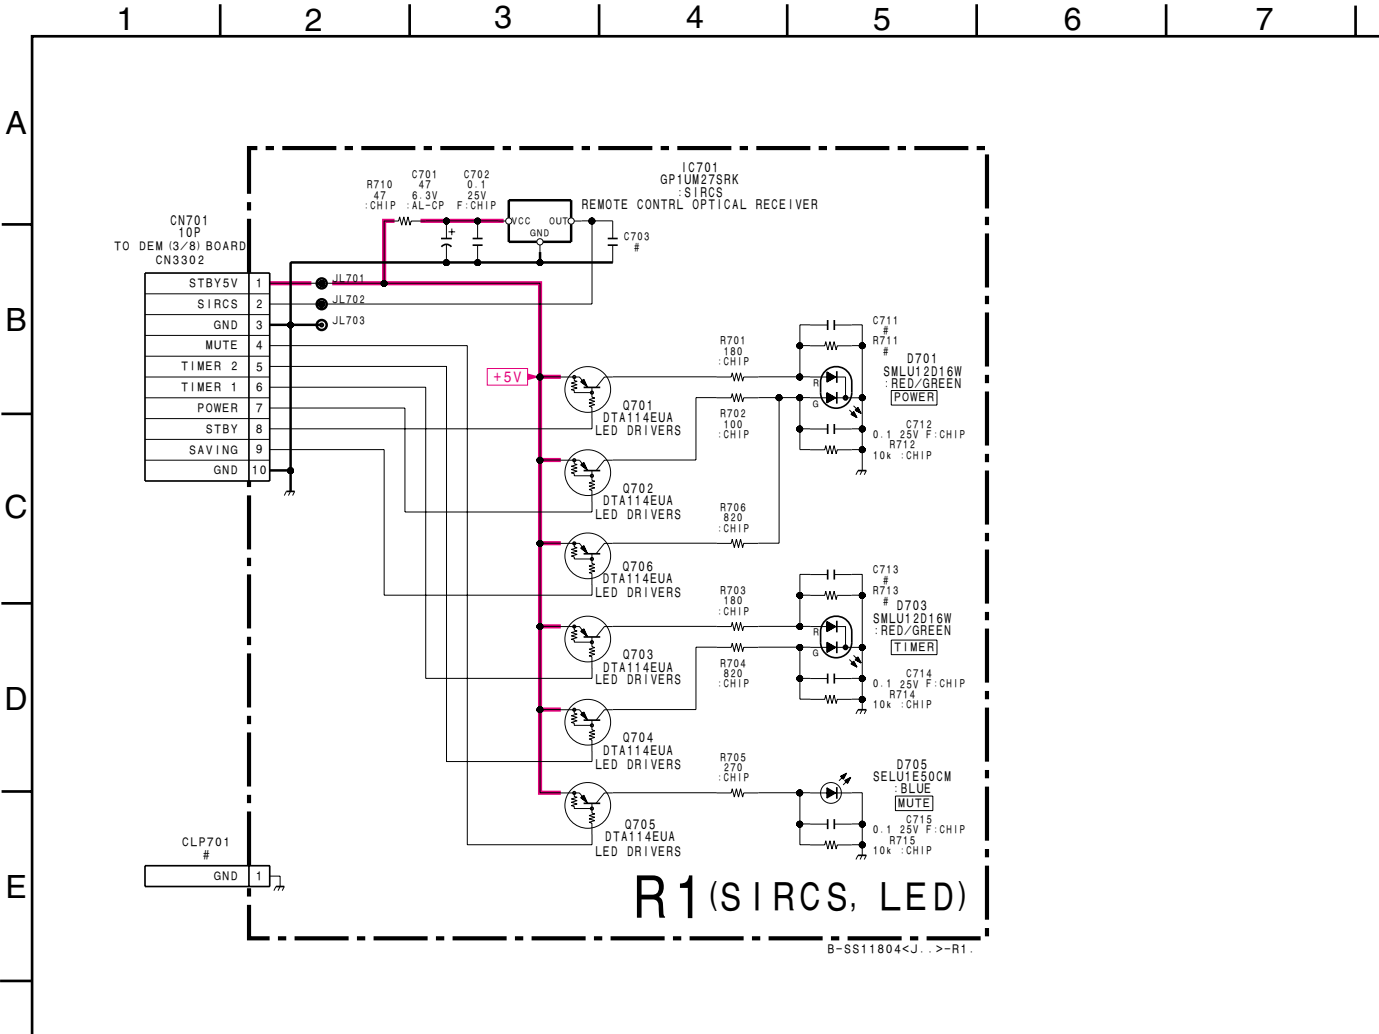 1 2 3 4 5 6 7
A
B
C
D
E
CN701
10P
TO DEM (3/8) BOARD
CN3302
STBY5V 1
SIRCS 2
GND 3
MUTE 4
TIMER 2 5
TIMER 1 6
POWER 7
STBY 8
SAVING 9
GND 10
JL701
JL702
JL703
R710
47
:CHIP
C701
47
6.3V
:AL-CP
C702
0.1
25V
F:CHIP
IC701
GP1UM27SRK
:SIRCS
REMOTE CONTRL OPTICAL RECEIVER
VCC OUT
GND
+
C703
#
+5V
Q701
DTA114EUA
LED DRIVERS
Q702
DTA114EUA
LED DRIVERS
Q706
DTA114EUA
LED DRIVERS
Q703
DTA114EUA
LED DRIVERS
Q704
DTA114EUA
LED DRIVERS
Q705
DTA114EUA
LED DRIVERS
R701
180
:CHIP
R702
100
:CHIP
R706
820
:CHIP
R703
180
:CHIP
R704
820
:CHIP
R705
270
:CHIP
C711
#
R711
#
D701
SMLU12D16W
:RED/GREEN
POWER
R
G
C712
0.1 25V F:CHIP
R712
10k :CHIP
C713
#
R713
#
D703
SMLU12D16W
:RED/GREEN
TIMER
R
G
C714
0.1 25V F:CHIP
R714
10k :CHIP
D705
SELU1E50CM
:BLUE
MUTE
C715
0.1 25V F:CHIP
R715
10k :CHIP
CLP701
#
GND 1
R1 (SIRCS, LED)
B-SS11804<J..>-R1.